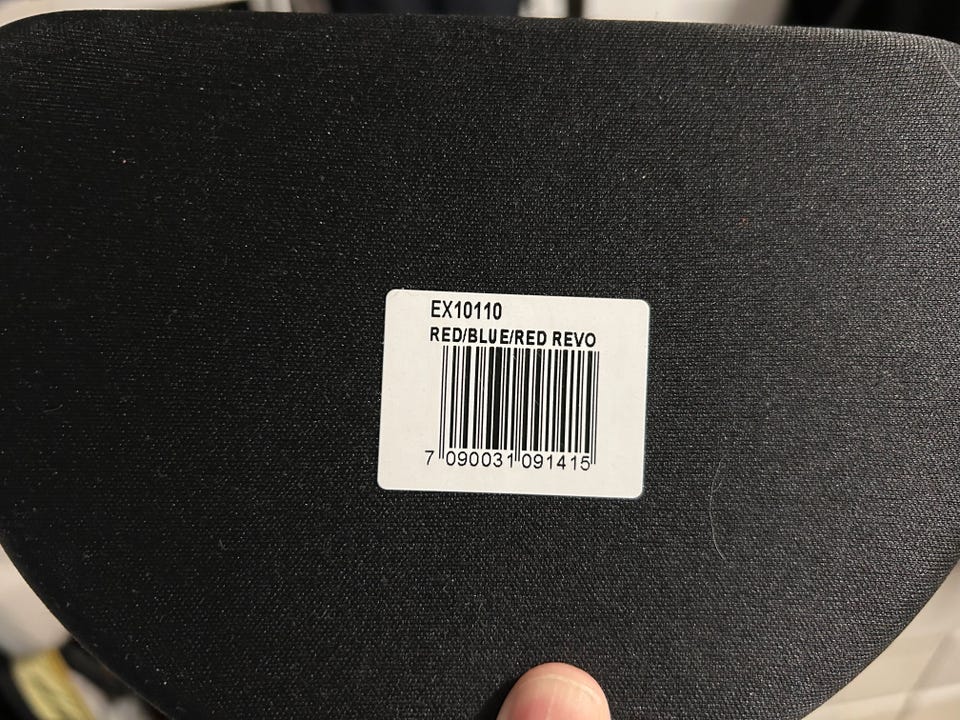 EX10110
RED/BLUE/RED REVO
7 090031 091415